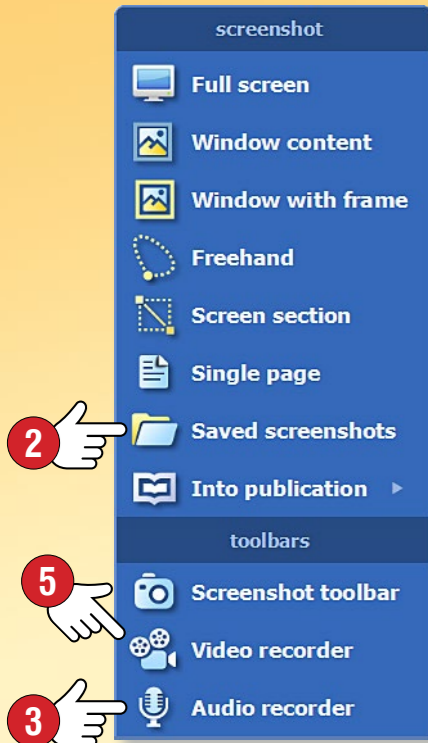 screenshot
Full screen
Window content
Window with frame
Freehand
Screen section
Single page
2
Saved screenshots
Into publication
toolbars
5
Screenshot toolbar
Video recorder
3
Audio recorder